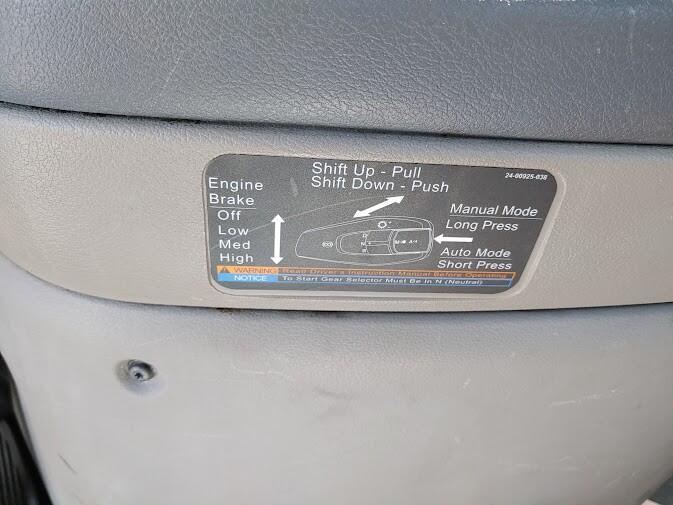 Shift Up - Pull
Shift Down - Push
24-00925-038
Engine
Brake
Off
Low
Med
High
Manual Mode
Long Press
Auto Mode
Short Press
D
N
R
WARNING Read Driver's Instruction Manual Before Operating
NOTICE To Start Gear Selector Must Be In N (Neutral)